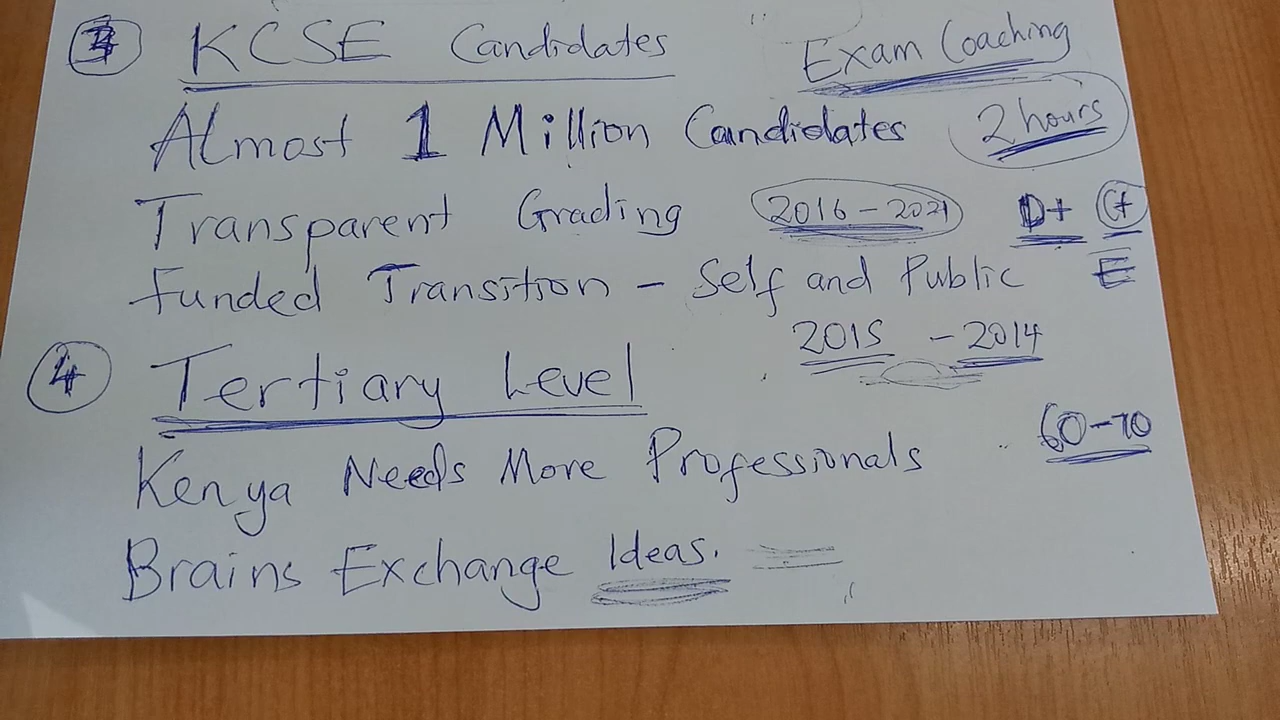 3 KCSE Candidates Exam Coaching
Almost 1 Million Candidates 2 hours
Transparent Grading 2016-2021 D+ C+
Funded Transition - Self and Public E
2015 - 2014
4 Tertiary Level
60-70
Kenya Needs More Professionals
Brains Exchange Ideas.